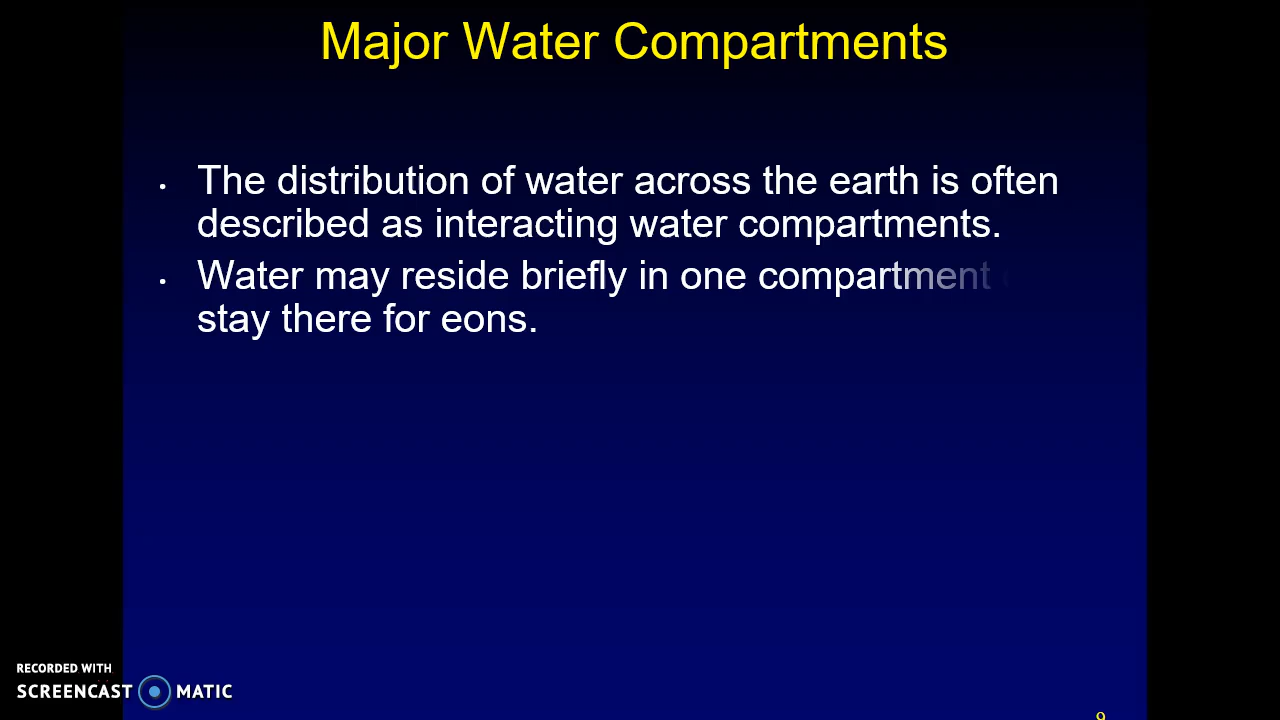 Major Water Compartments
• The distribution of water across the earth is often
described as interacting water compartments.
• Water may reside briefly in one compartment
stay there for eons.
RECORDED WITH
SCREENCAST MATIC
9